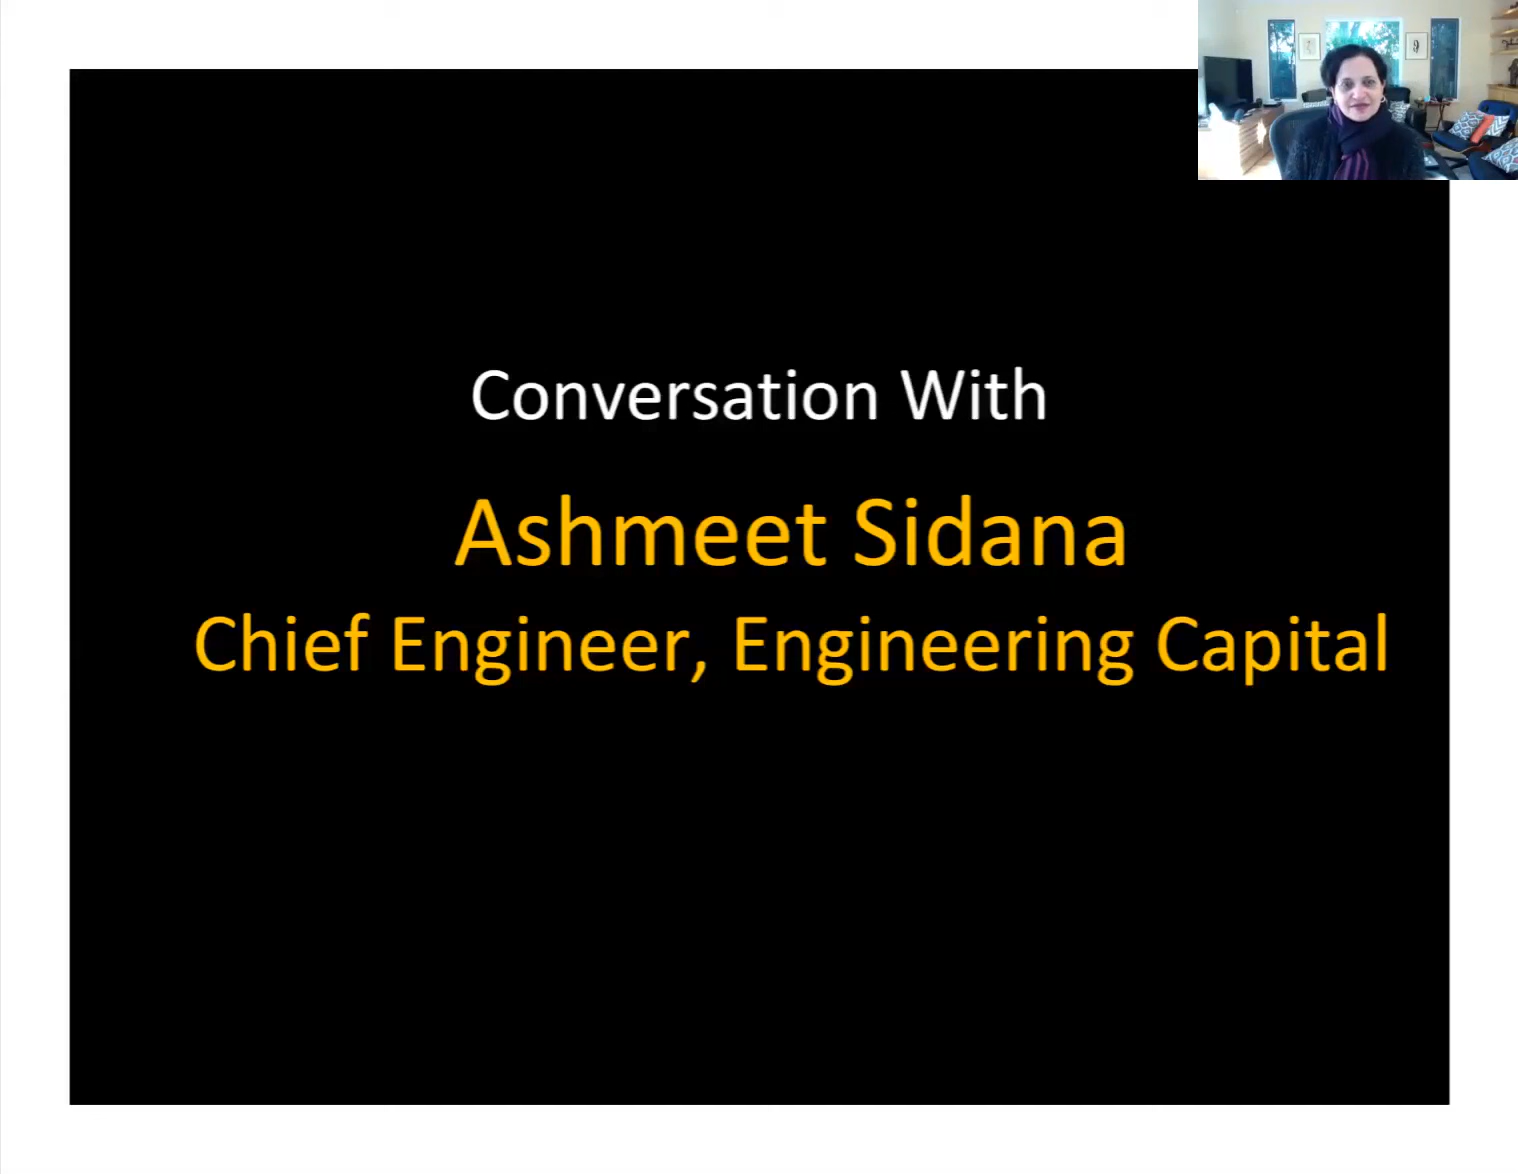 Conversation With
Ashmeet Sidana
Chief Engineer, Engineering Capital